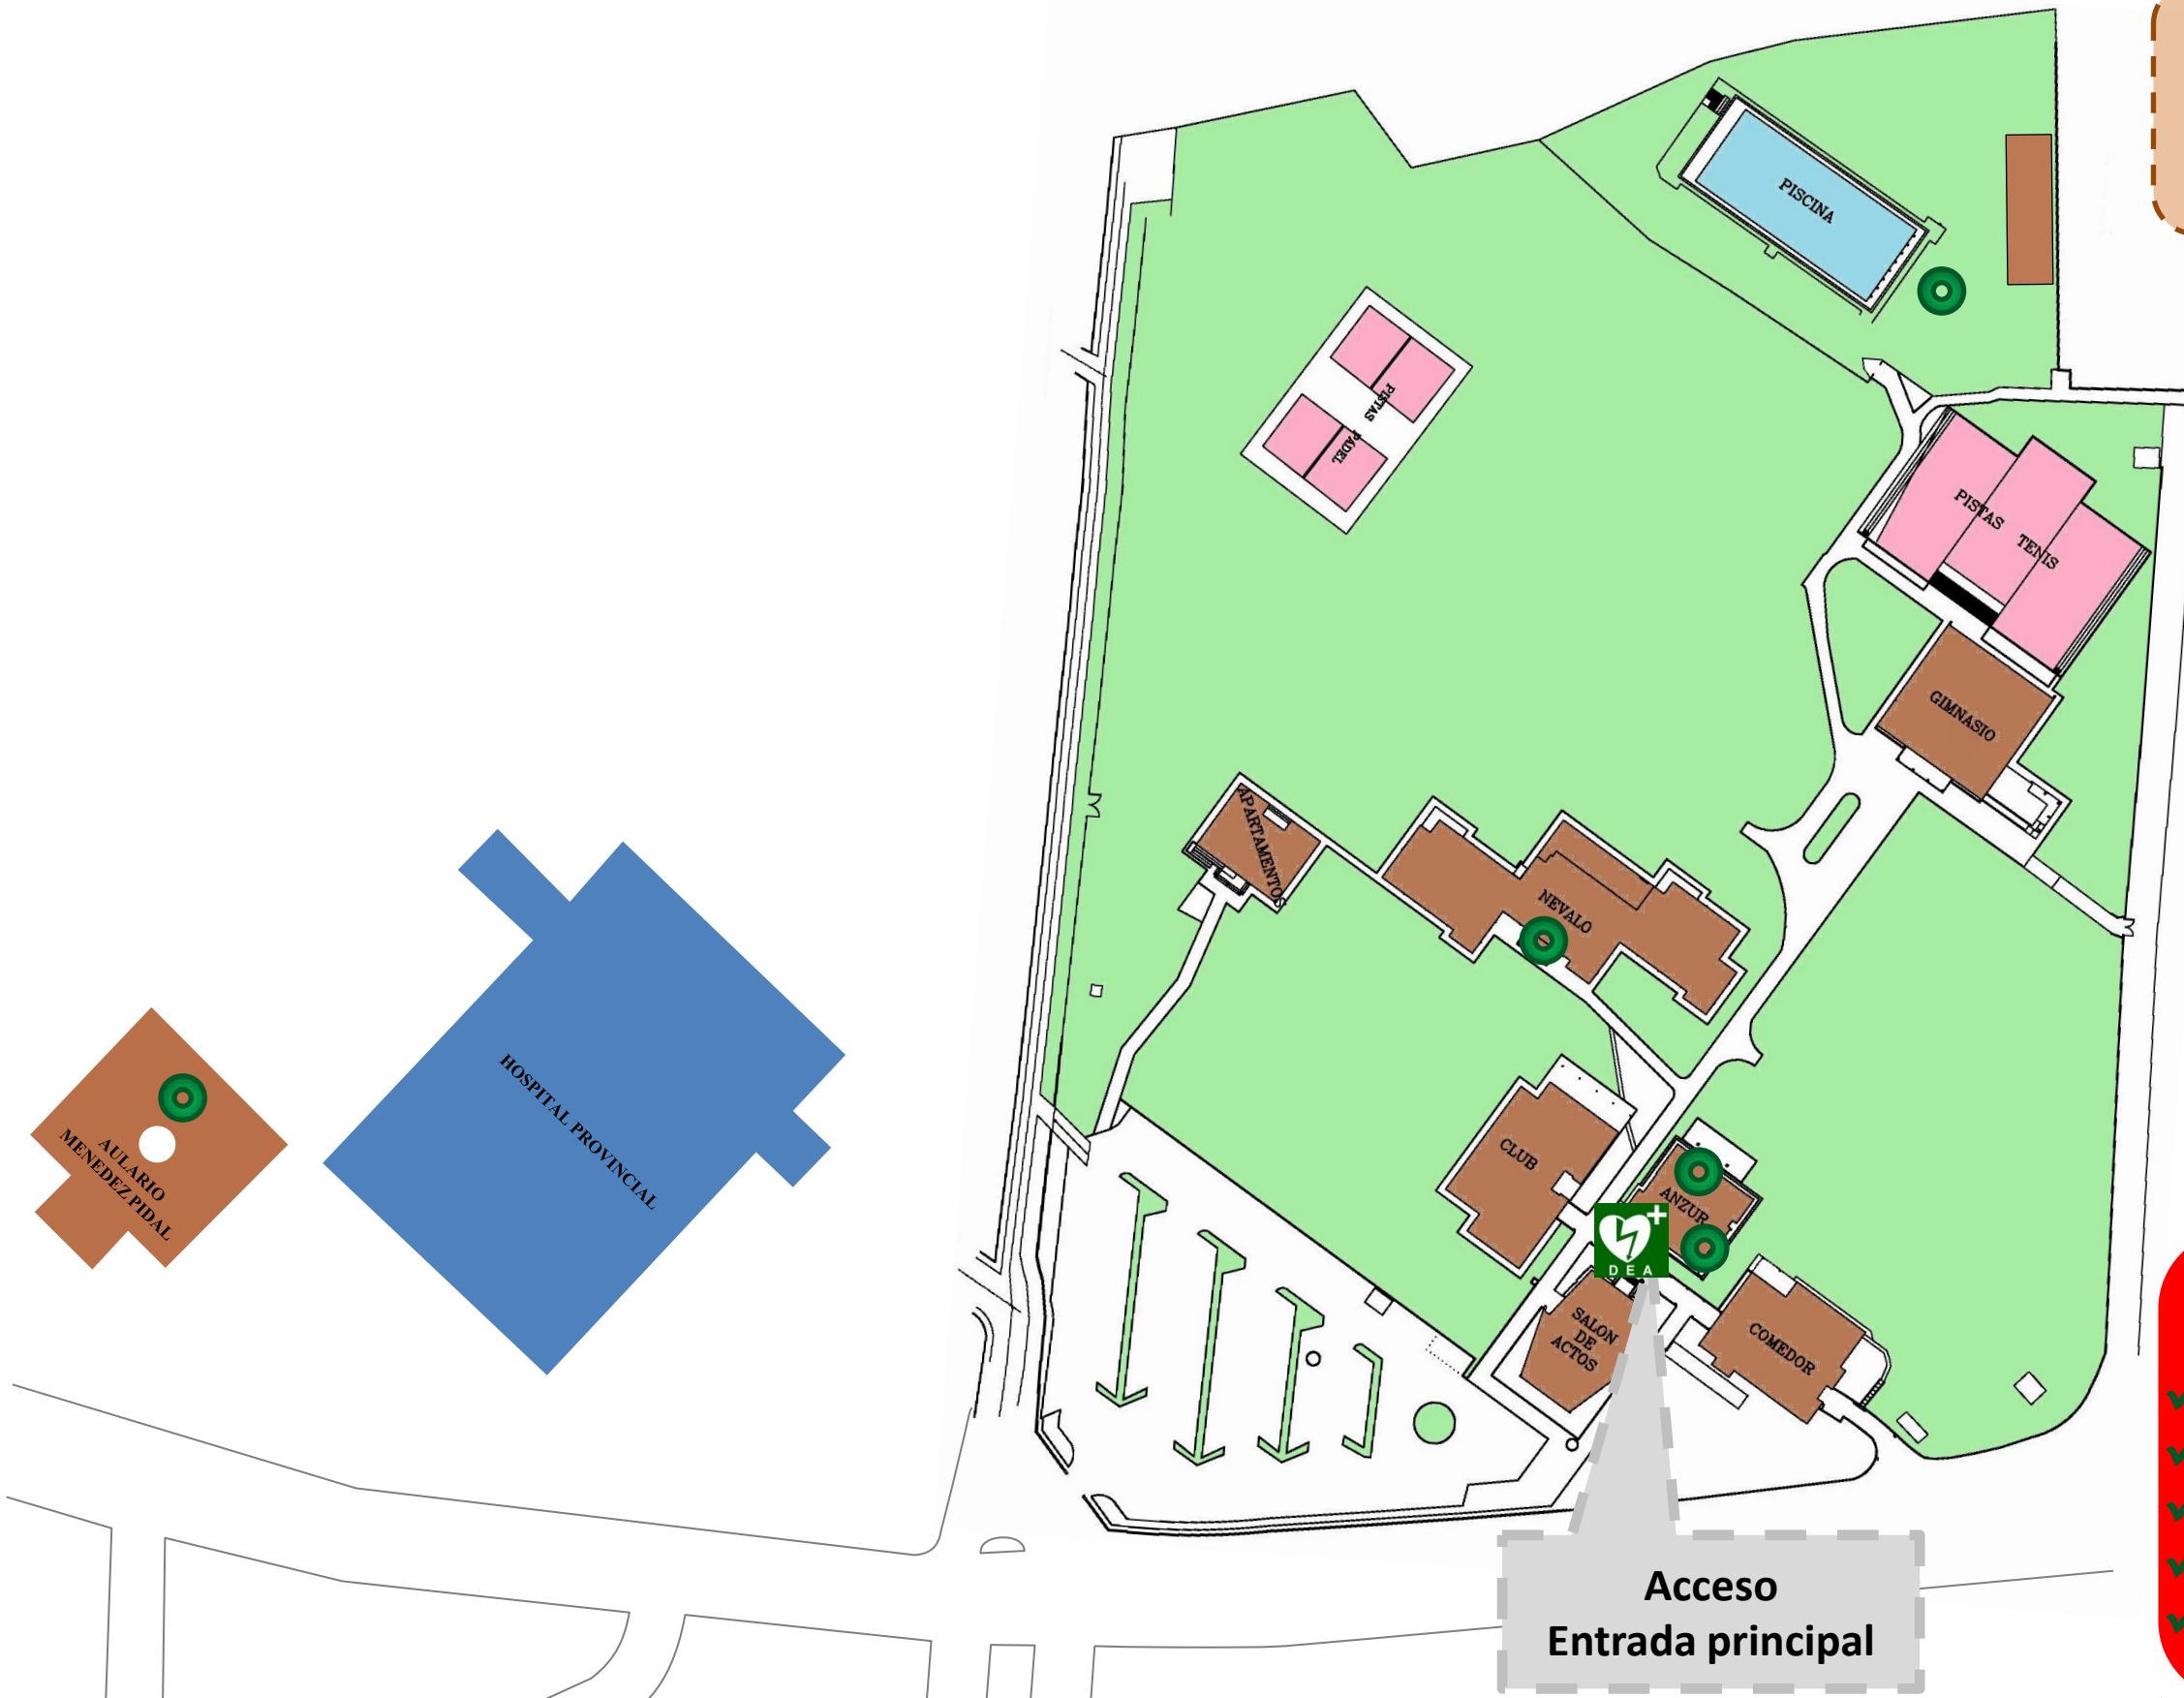 PISCINA
PISTAS
PADEL
PISTAS
TENIS
GIMNASIO
APARTAMENTOS
NEVALO
HOSPITAL PROVINCIAL
AULARIO
MENEDEZ PIDAL
CLUB
ANZUR
DEA
SALON
DE
ACTOS
COMEDOR
Acceso
Entrada principal